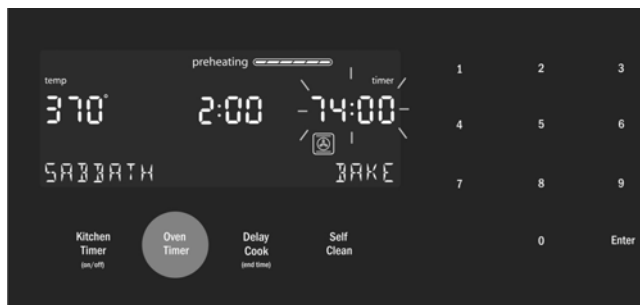 preheating
temp
timer
370°
2:00
74:00
SABBATH
BAKE
1
2
3
4
5
6
7
8
9
0
Enter
Kitchen
Timer
(on/off)
Oven
Timer
Delay
Cook
(end time)
Self
Clean